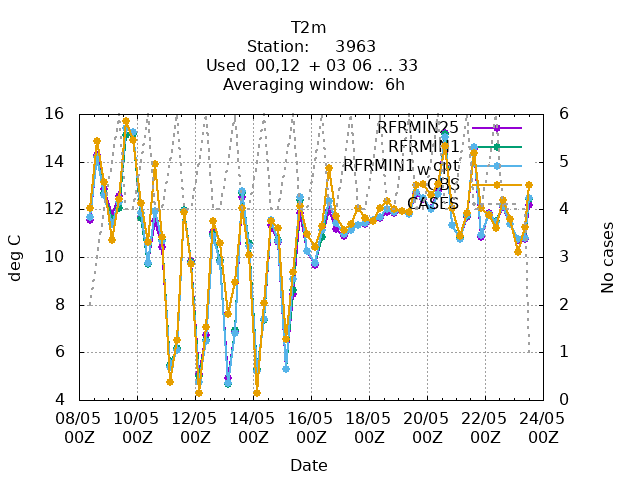 T2m
Station: 3963
Used 00,12 + 03 06 ... 33
Averaging window: 6h
16 6
RFRMIN25
RFRMIN1
14 5
RFRMIN1_w opt
OBS
CASES
12 4
10 3
deg C
No cases
8 2
6 1
4 0
08/05 10/05 12/05 14/05 16/05 18/05 20/05 22/05 24/05
00Z 00Z 00Z 00Z 00Z 00Z 00Z 00Z 00Z
Date